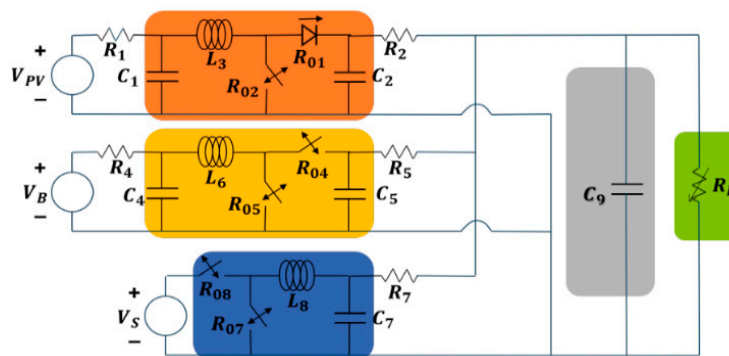 +
V_PV
−
R_1
C_1
L_3
R_02
R_01
C_2
R_2
+
V_B
−
R_4
C_4
L_6
R_05
R_04
C_5
R_5
+
V_S
−
R_08
R_07
L_8
C_7
R_7
C_9